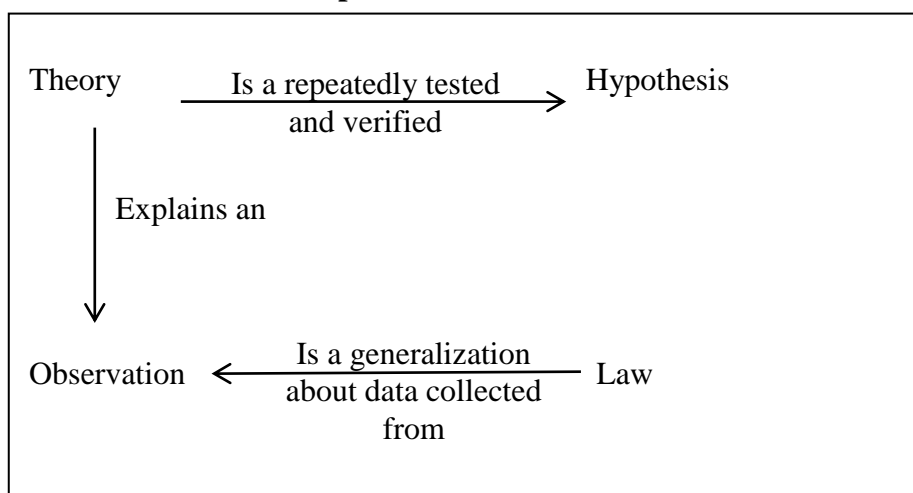 Theory
Is a repeatedly tested
and verified
Hypothesis
Explains an
Observation
Is a generalization
about data collected
from
Law